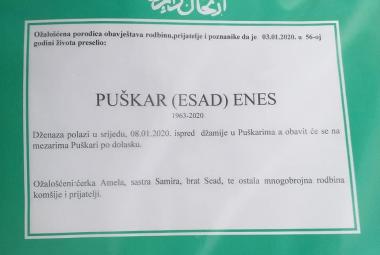 Ožalošćena porodica obavještava rodbinu,prijatelje i poznanike da je 03.01.2020. u 56-oj
godini života preselio:
PUŠKAR (ESAD) ENES
1963-2020
Dženaza polazi u srijedu, 08.01.2020. ispred džamije u Puškarima a obavit će se na
mezarima Puškari po dolasku.
Ožalošćeni:ćerka Amela, sastra Samira, brat Sead, te ostala mnogobrojna rodbina
komšije i prijatelji.